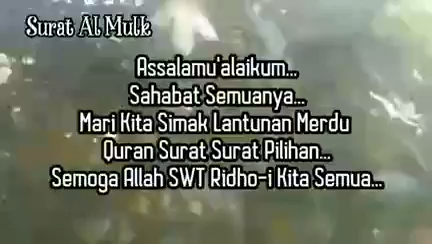 Surat Al Mulk
Assalamu'alaikum...
Sahabat Semuanya...
Mari Kita Simak Lantunan Merdu
Quran Surat Surat Pilihan...
Semoga Allah SWT Ridho-i Kita Semua...